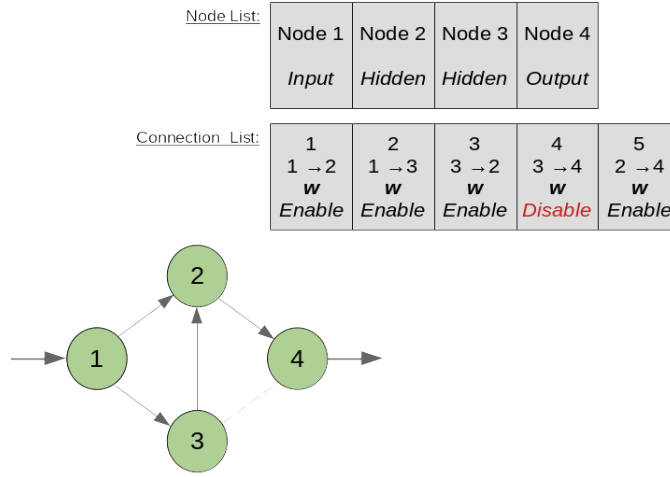 Node List:
Node 1 Node 2 Node 3 Node 4
Input Hidden Hidden Output
Connection List:
1 2 3 4 5
1 →2 1 →3 3 →2 3 →4 2 →4
w w w w w
Enable Enable Enable Disable Enable
2
1
4
3